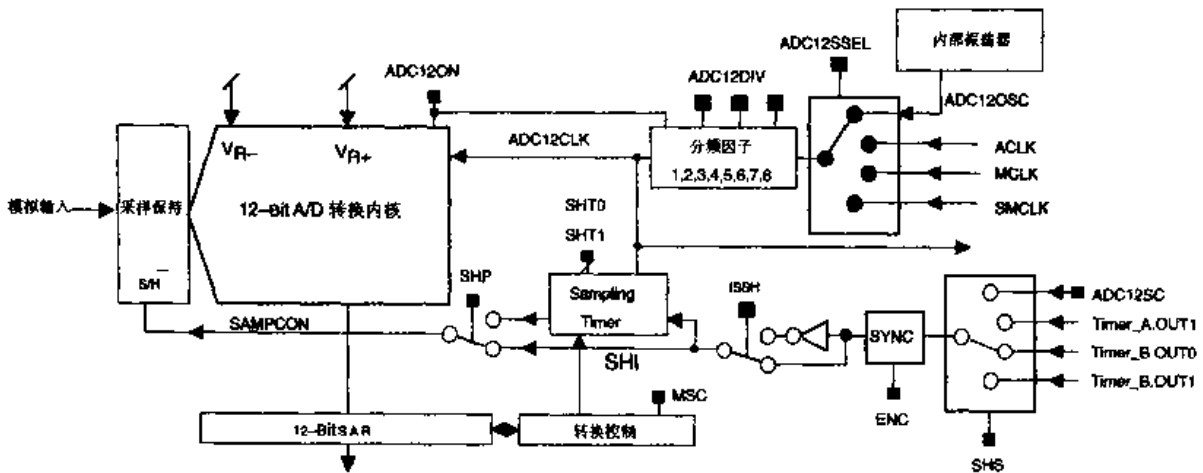 内部振荡器
ADC12SSEL
ADC12ON
ADC12DIV
ADC12OSC
V R−
V R+
ADC12CLK
分频因子
1,2,3,4,5,6,7,8
ACLK
MCLK
SMCLK
模拟输入
采样保持
12–Bit A/D 转换内核
SHT0
SHT1
S/H
SHP
Sampling
Timer
ISSH
ADC12SC
SAMPCON
SHI
SYNC
Timer_A.OUT1
Timer_B.OUT0
Timer_B.OUT1
MSC
ENC
12–Bit SAR
转换控制
SHS